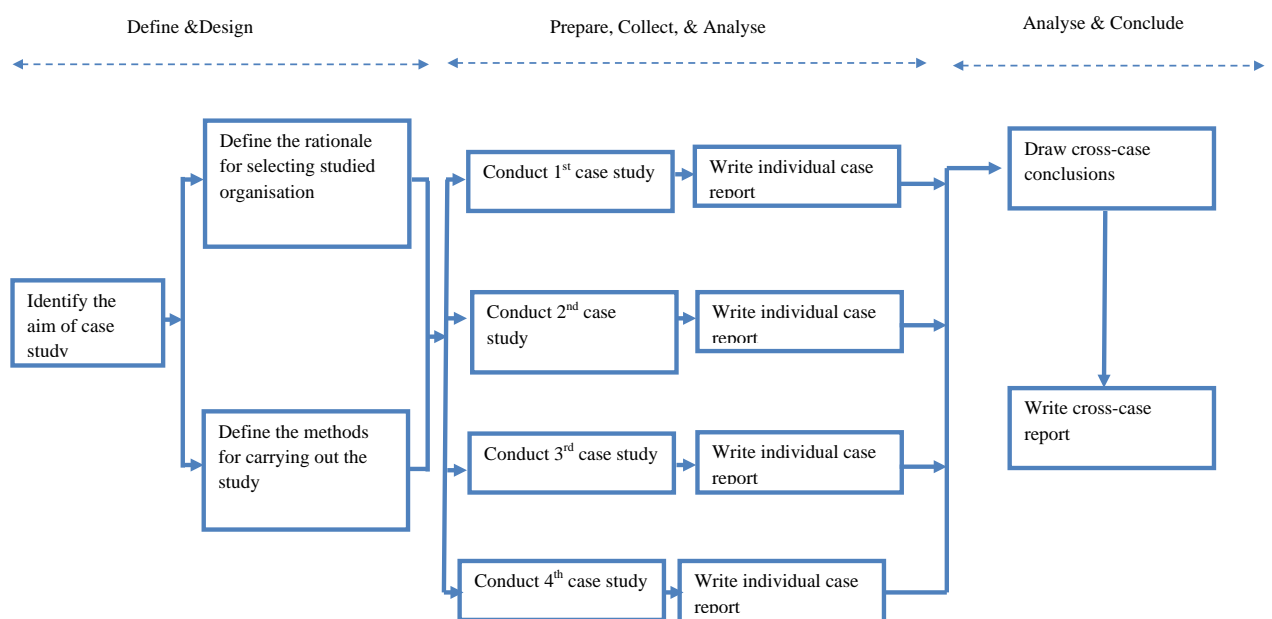 Define &Design
Prepare, Collect, & Analyse
Analyse & Conclude
Identify the
aim of case
study
Define the rationale
for selecting studied
organisation
Define the methods
for carrying out the
study
Conduct 1st case study
Write individual case
report
Conduct 2nd case
study
Write individual case
report
Conduct 3rd case study
Write individual case
report
Conduct 4th case study
Write individual case
report
Draw cross-case
conclusions
Write cross-case
report